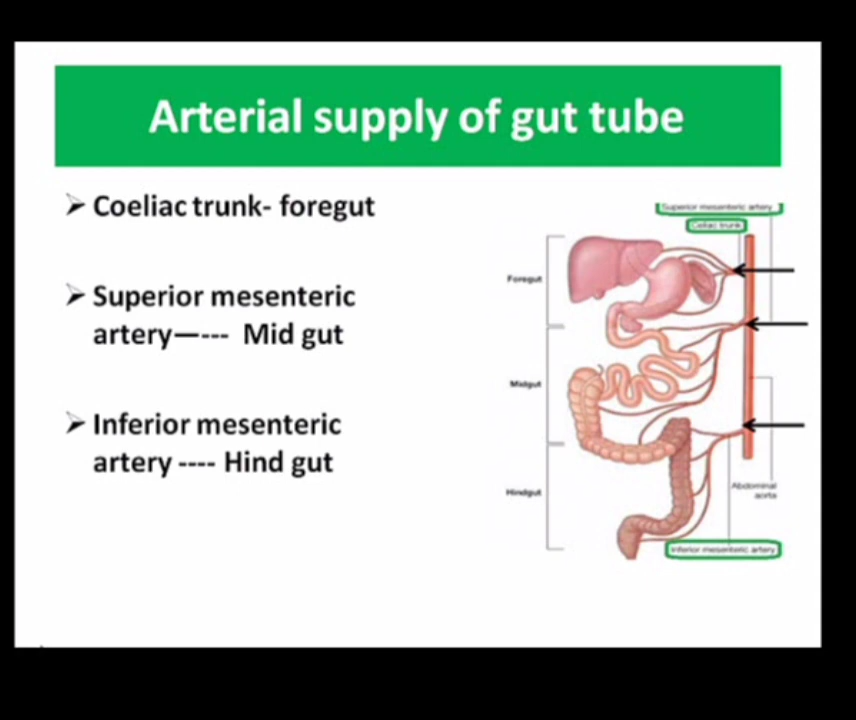 Arterial supply of gut tube
➢ Coeliac trunk- foregut
➢ Superior mesenteric
artery—--- Mid gut
➢ Inferior mesenteric
artery ---- Hind gut
Superior mesenteric artery
Celiac trunk
Foregut
Midgut
Hindgut
Abdominal
aorta
Inferior mesenteric artery